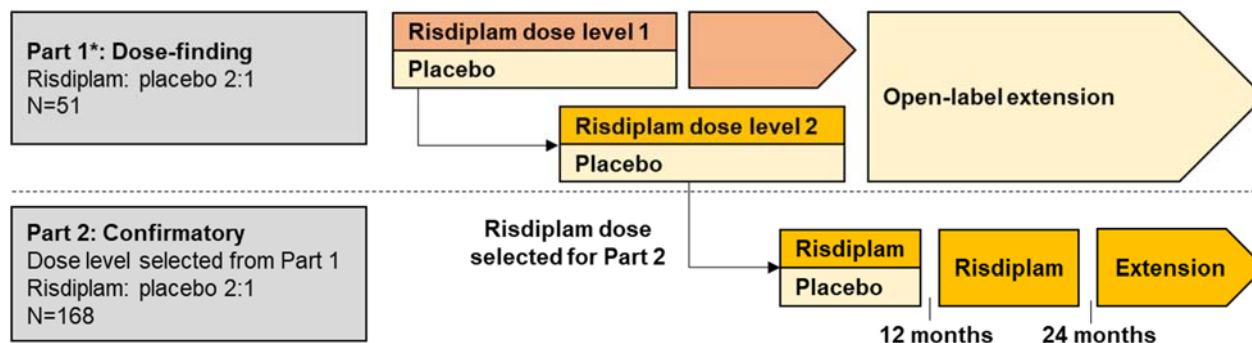 Part 1*: Dose-finding
Risdiplam: placebo 2:1
N=51
Risdiplam dose level 1
Placebo
Risdiplam dose level 2
Placebo
Open-label extension
Part 2: Confirmatory
Dose level selected from Part 1
Risdiplam: placebo 2:1
N=168
Risdiplam dose
selected for Part 2
Risdiplam
Placebo
Risdiplam
Extension
12 months
24 months